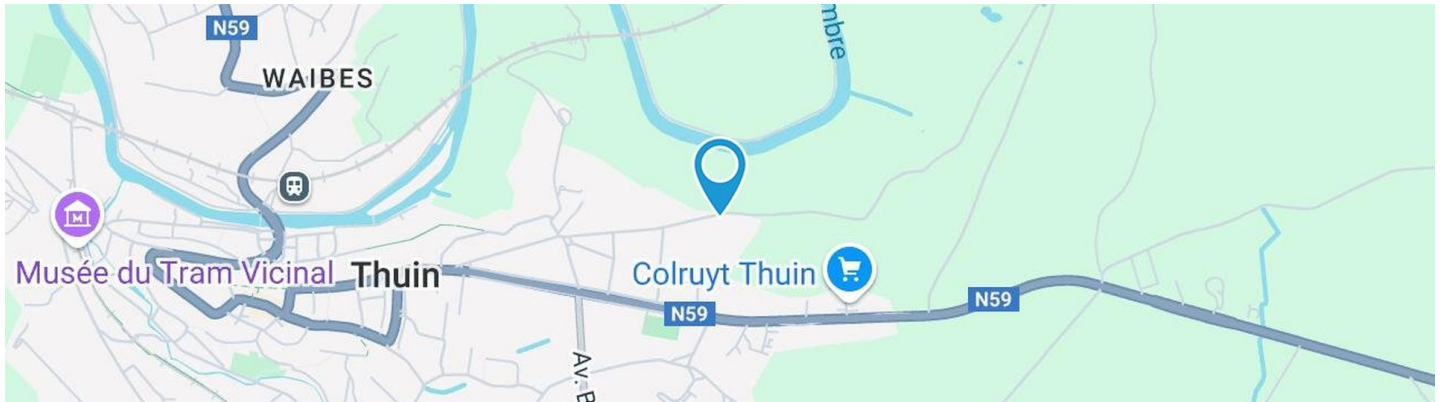 N59
WAIBES
mbre
Musée du Tram Vicinal
Thuin
Colruyt Thuin
N59
N59
Av. B